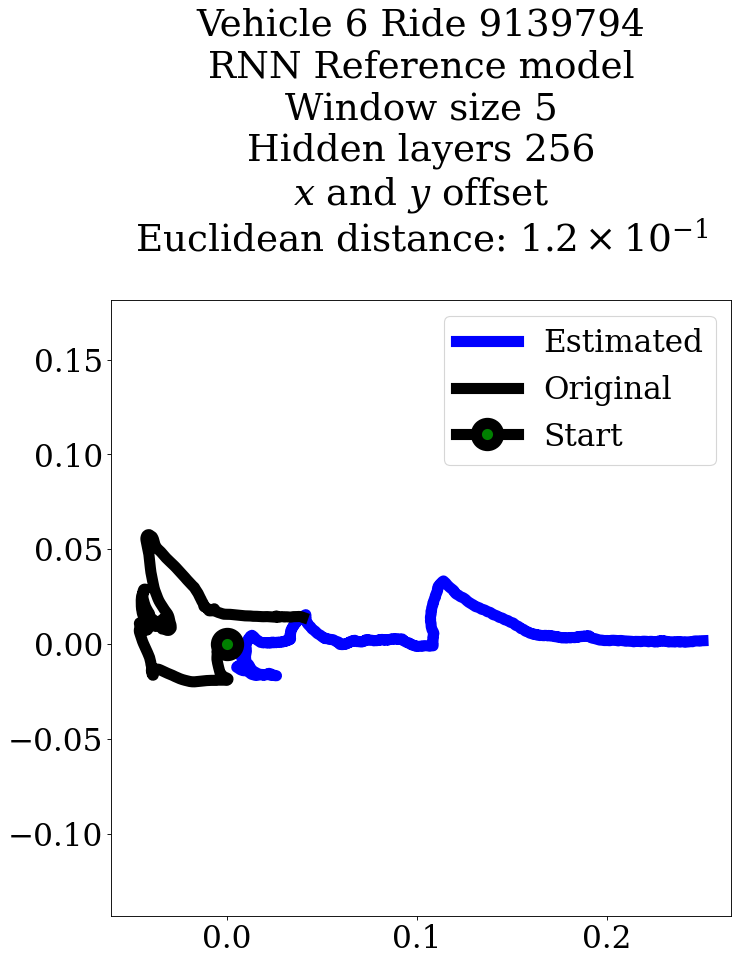 Vehicle 6 Ride 9139794
RNN Reference model
Window size 5
Hidden layers 256
x and y offset
Euclidean distance: 1.2 × 10⁻¹
Estimated
Original
Start
0.15
0.10
0.05
0.00
−0.05
−0.10
0.0 0.1 0.2